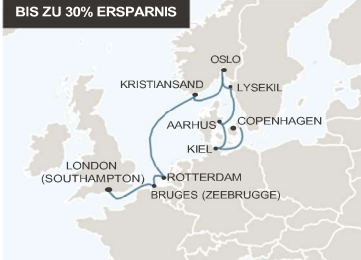 BIS ZU 30% ERSPARNIS
OSLO
KRISTIANSAND
LYSEKIL
AARHUS
COPENHAGEN
KIEL
LONDON
(SOUTHAMPTON)
ROTTERDAM
BRUGES (ZEEBRUGGE)